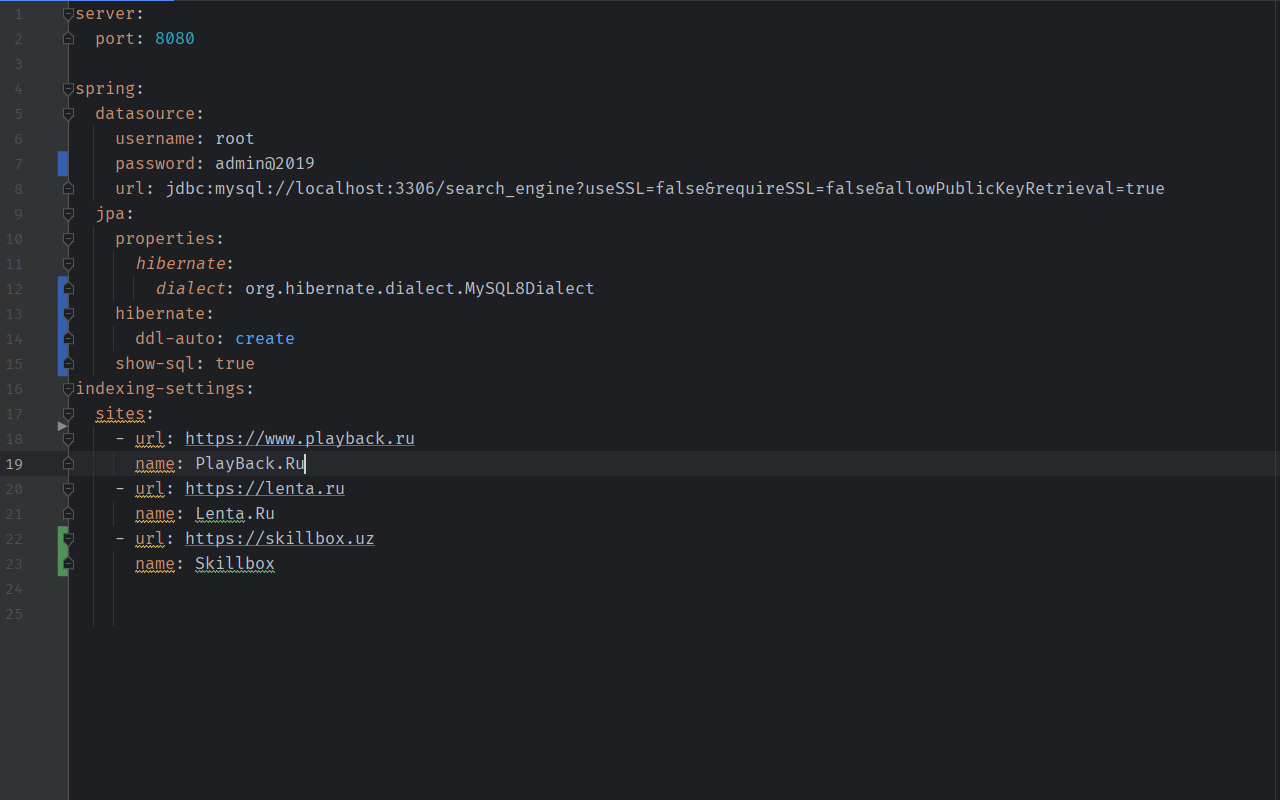 1 server:
2   port: 8080
3
4 spring:
5   datasource:
6     username: root
7     password: admin@2019
8     url: jdbc:mysql://localhost:3306/search_engine?useSSL=false&requireSSL=false&allowPublicKeyRetrieval=true
9   jpa:
10     properties:
11       hibernate:
12         dialect: org.hibernate.dialect.MySQL8Dialect
13     hibernate:
14       ddl-auto: create
15     show-sql: true
16 indexing-settings:
17   sites:
18     - url: https://www.playback.ru
19       name: PlayBack.Ru
20     - url: https://lenta.ru
21       name: Lenta.Ru
22     - url: https://skillbox.uz
23       name: Skillbox
24
25